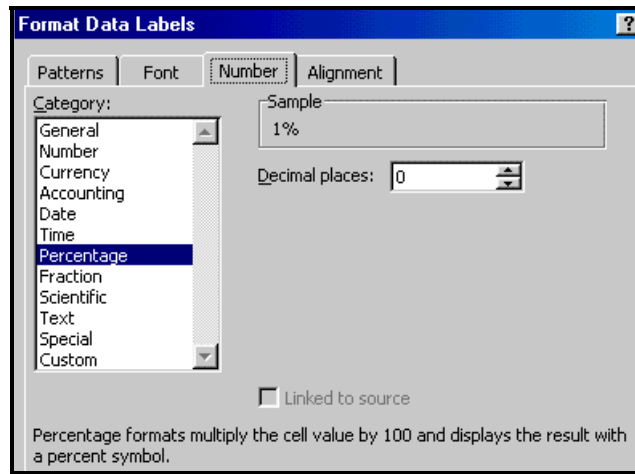 Format Data Labels
?
Patterns Font Number Alignment
Category:
General
Number
Currency
Accounting
Date
Time
Percentage
Fraction
Scientific
Text
Special
Custom
Sample
1%
Decimal places: 0
Linked to source
Percentage formats multiply the cell value by 100 and displays the result with
a percent symbol.